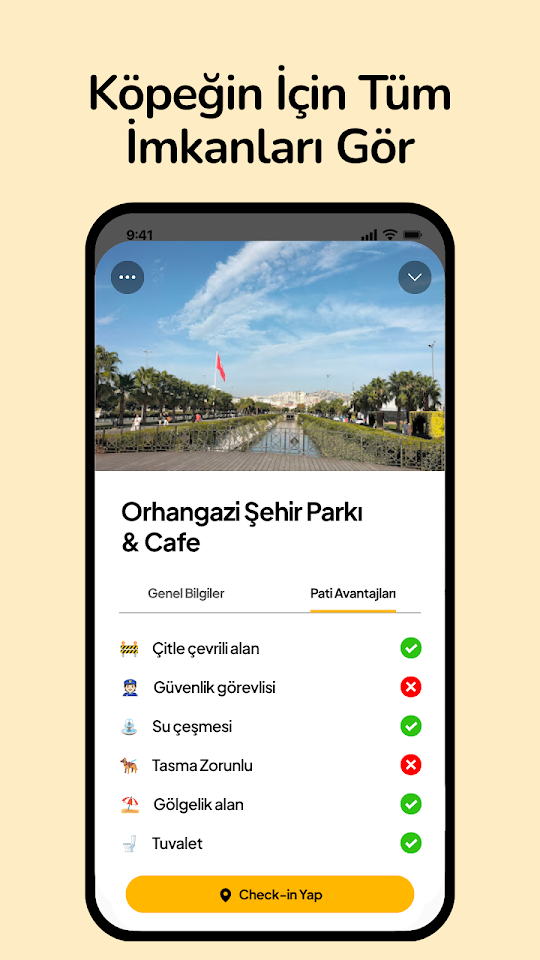 Köpeğin İçin Tüm
İmkanları Gör
9:41
Orhangazi Şehir Parkı
& Cafe
Genel Bilgiler
Pati Avantajları
Çitle çevrili alan
Güvenlik görevlisi
Su çeşmesi
Tasma Zorunlu
Gölgelik alan
Tuvalet
Check-in Yap